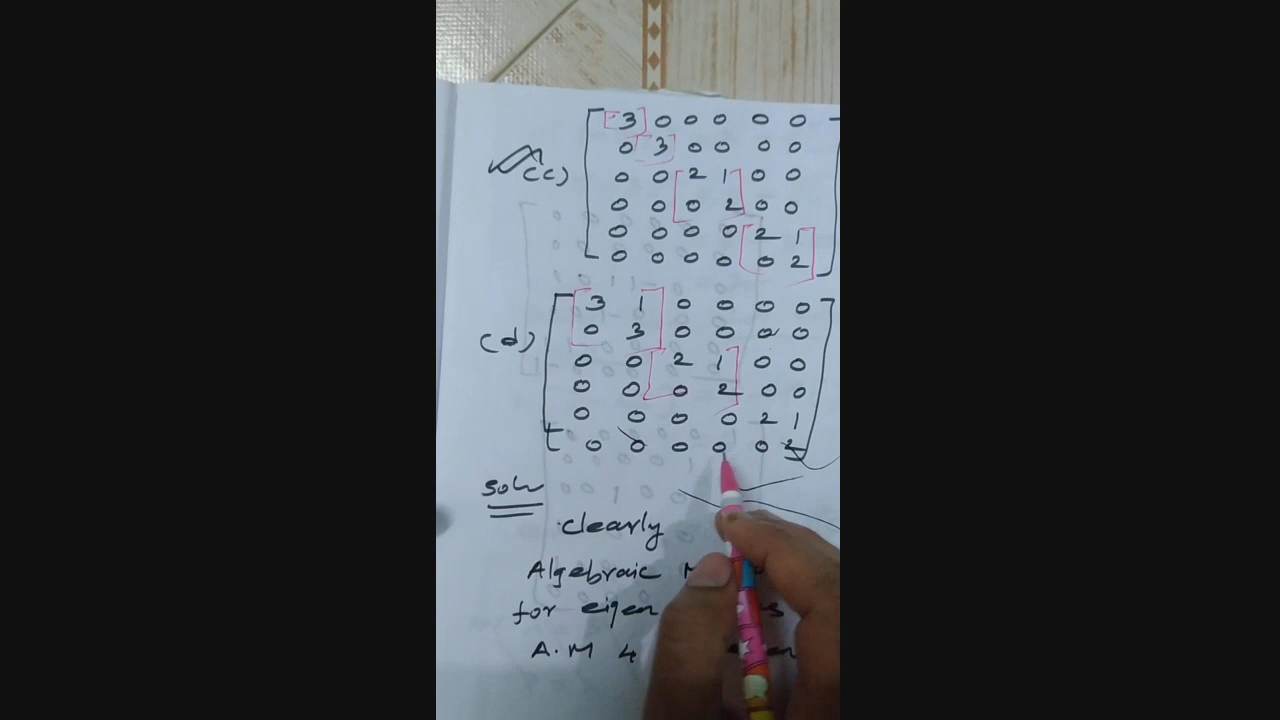 3 0 0 0 0 0
0 3 0 0 0 0
(c) 0 0 2 1 0 0
0 0 0 2 0 0
0 0 0 0 2 1
0 0 0 0 0 2
3 1 0 0 0 0
(d) 0 3 0 0 0 0
0 0 2 1 0 0
0 0 0 2 0 0
0 0 0 0 2 1
0 0 0 0 0 2
Soln
clearly
Algebraic
for eigen
A.M 4